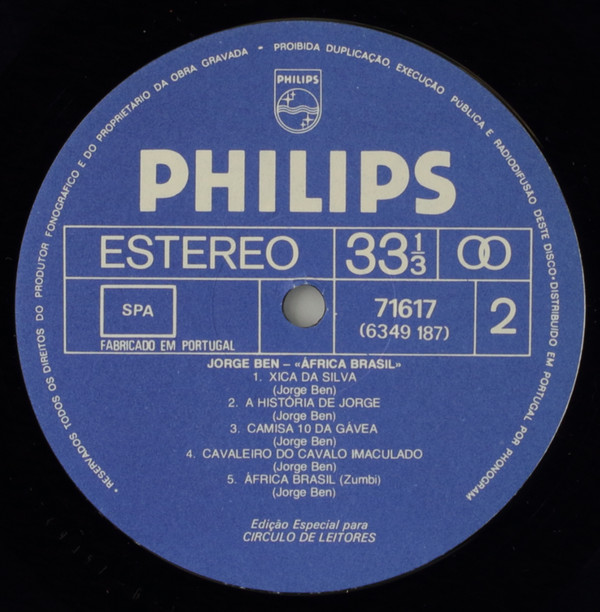 • RESERVADOS TODOS OS DIREITOS DO PRODUTOR FONOGRÁFICO E DO PROPRIETÁRIO DA OBRA GRAVADA • PROIBIDA DUPLICAÇÃO, EXECUÇÃO PÚBLICA E RADIODIFUSÃO DESTE DISCO • DISTRIBUIDO EM PORTUGAL POR PHONOGRAM
PHILIPS
PHILIPS
ESTEREO 33 1/3
SPA 71617 2
(6349 187)
FABRICADO EM PORTUGAL
JORGE BEN – «ÁFRICA BRASIL»
1. XICA DA SILVA
(Jorge Ben)
2. A HISTÓRIA DE JORGE
(Jorge Ben)
3. CAMISA 10 DA GÁVEA
(Jorge Ben)
4. CAVALEIRO DO CAVALO IMACULADO
(Jorge Ben)
5. ÁFRICA BRASIL (Zumbi)
(Jorge Ben)
Edição Especial para
CIRCULO DE LEITORES